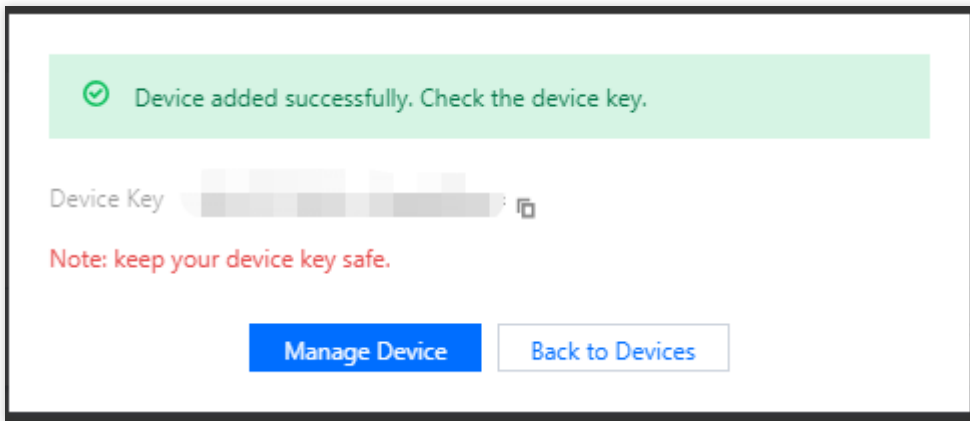 Device added successfully. Check the device key.
Device Key
Note: keep your device key safe.
Manage Device
Back to Devices